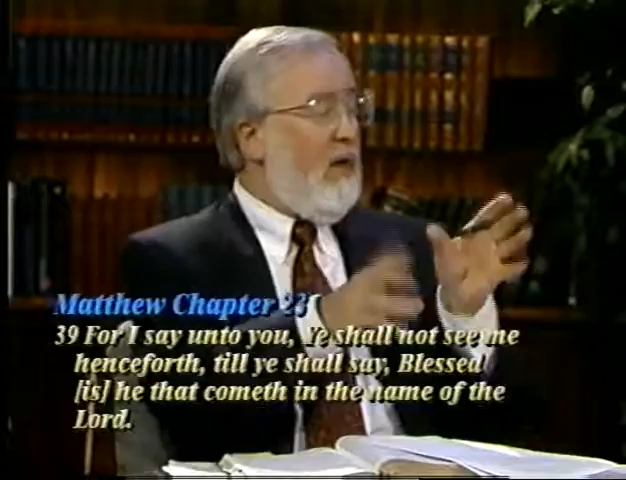 Matthew Chapter 23
39 For I say unto you, Ye shall not see me
henceforth, till ye shall say, Blessed
[is] he that cometh in the name of the
Lord.